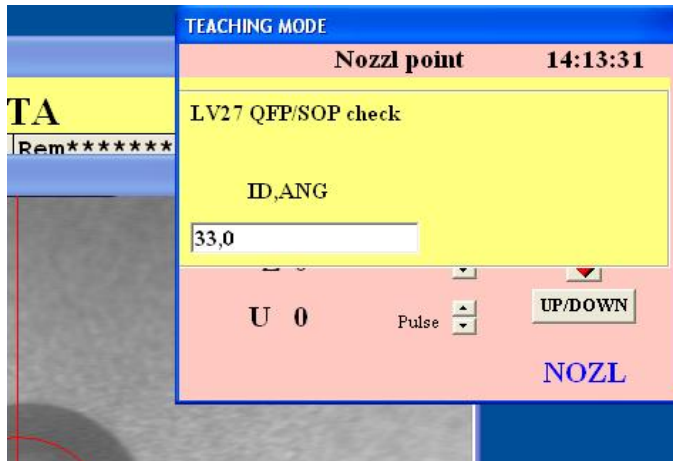 TEACHING MODE
Nozzl point 14:13:31
TA
Rem*******
LV27 QFP/SOP check
ID,ANG
33,0
U 0 Pulse UP/DOWN
NOZL